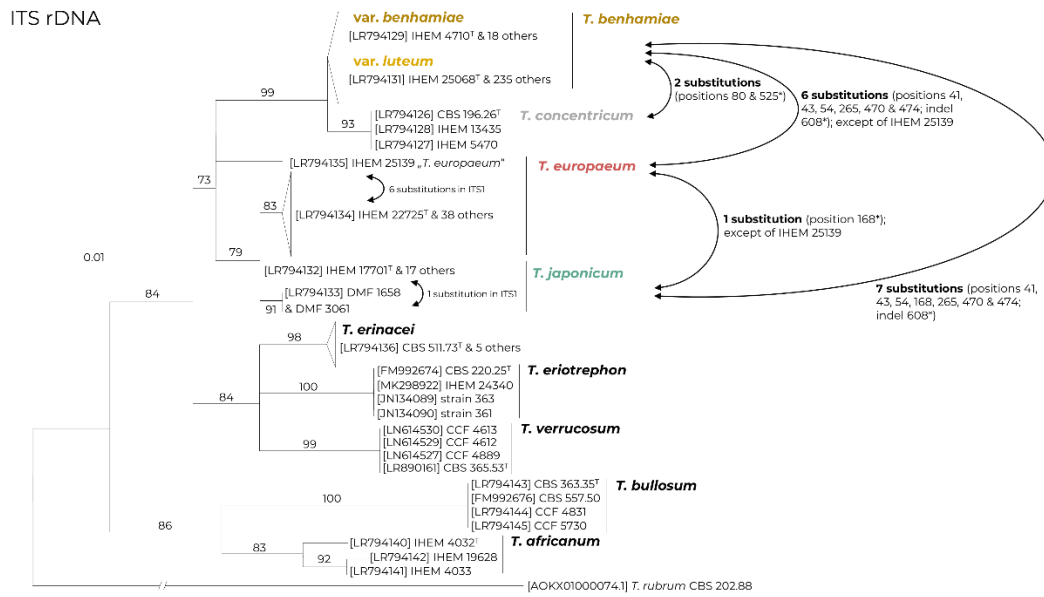 ITS rDNA
var. benhamiae
T. benhamiae
[LR794129] IHEM 4710ᵀ & 18 others
var. luteum
[LR794131] IHEM 25068ᵀ & 235 others
99
93
[LR794126] CBS 196.26ᵀ
[LR794128] IHEM 13435
[LR794127] IHEM 5470
T. concentricum
2 substitutions
(positions 80 & 525*)
6 substitutions (positions 41,
43, 54, 265, 470 & 474; indel
608*); except of IHEM 25139
[LR794135] IHEM 25139 „T. europaeum“
T. europaeum
73
6 substitutions in ITS1
83
[LR794134] IHEM 22725ᵀ & 38 others
1 substitution (position 168*);
except of IHEM 25139
79
0.01
[LR794132] IHEM 17701ᵀ & 17 others
T. japonicum
84
[LR794133] DMF 1658
& DMF 3061
91
1 substitution in ITS1
7 substitutions (positions 41,
43, 54, 168, 265, 470 & 474;
indel 608*)
T. erinacei
98
[LR794136] CBS 511.73ᵀ & 5 others
84
100
[FM992674] CBS 220.25ᵀ
[MK298922] IHEM 24340
[JN134089] strain 363
[JN134090] strain 361
T. eriotrephon
99
[LN614530] CCF 4613
[LN614529] CCF 4612
[LN614527] CCF 4889
[LR890161] CBS 365.53ᵀ
T. verrucosum
100
[LR794143] CBS 363.35ᵀ
[FM992676] CBS 557.50
[LR794144] CCF 4831
[LR794145] CCF 5730
T. bullosum
86
83
[LR794140] IHEM 4032ᵀ
92
[LR794142] IHEM 19628
[LR794141] IHEM 4033
T. africanum
[AOKX01000074.1] T. rubrum CBS 202.88